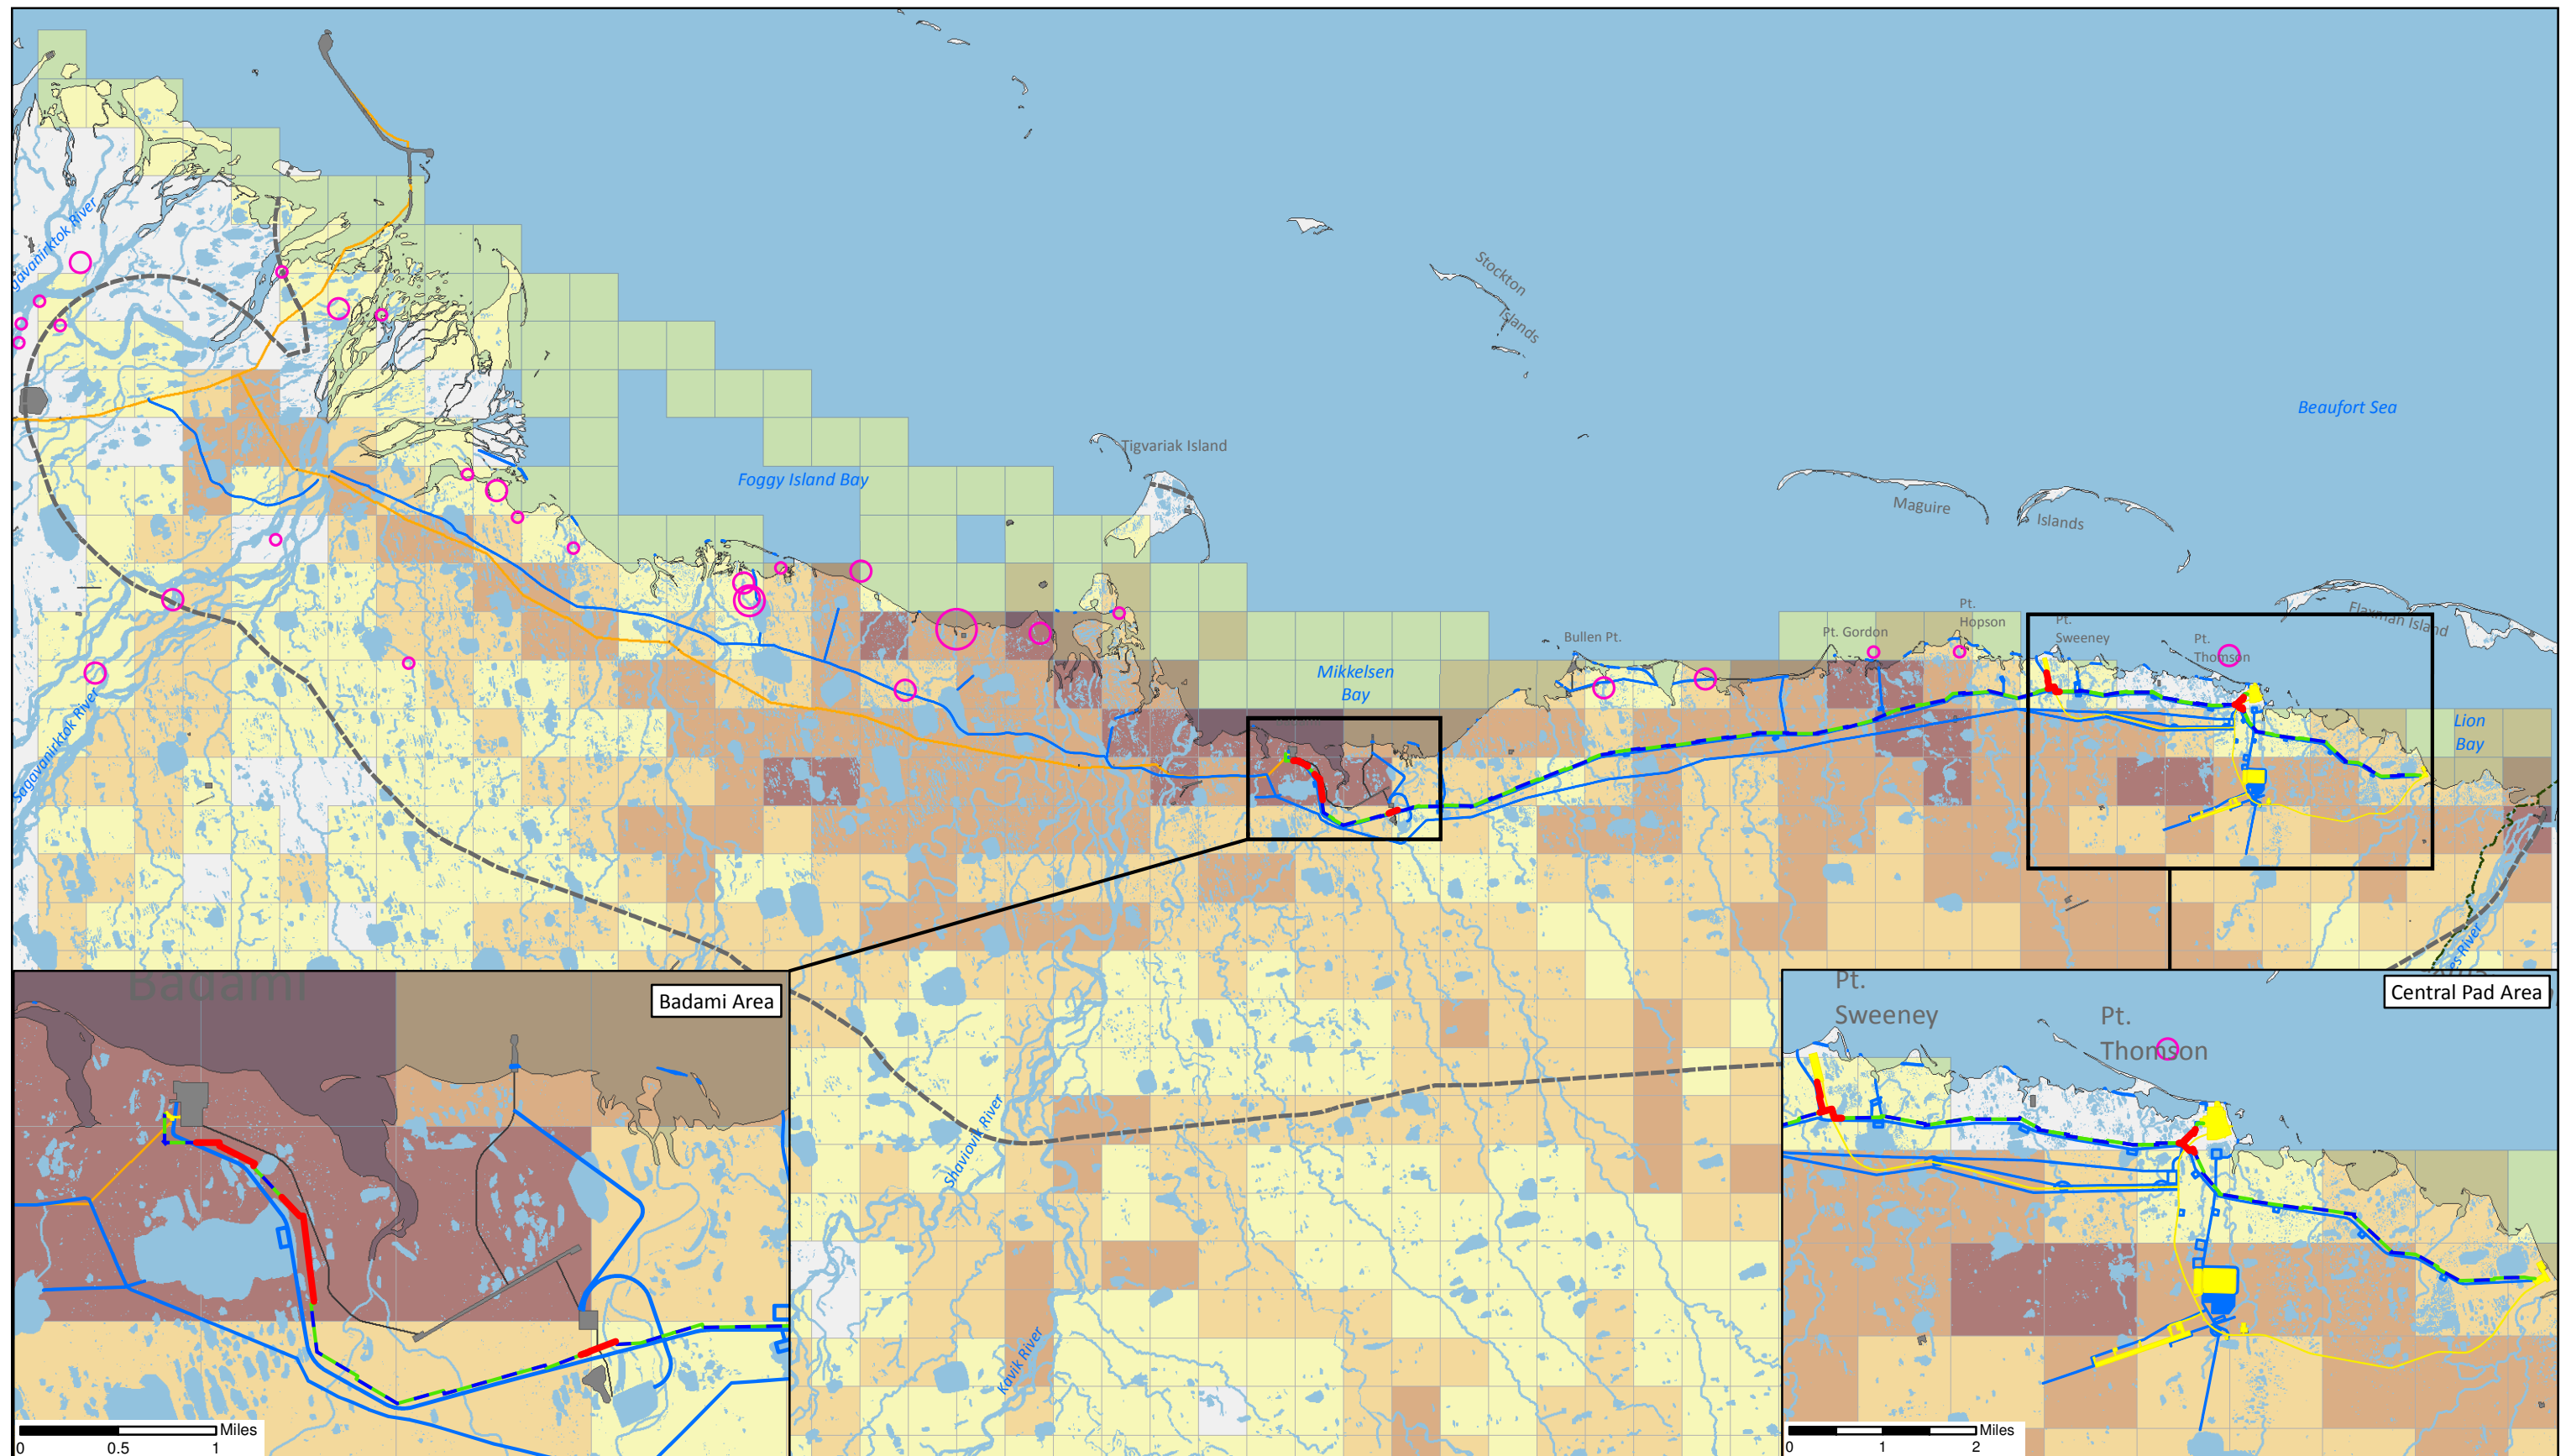 Beaufort Sea
Stockton
Islands
Sagavanirktok River
Tigvariak Island
Foggy Island Bay
Maguire
Islands
Flaxman Island
Pt.
Hopson
Pt. Gordon
Bullen Pt.
Pt.
Sweeney
Pt.
Thomson
Mikkelsen
Bay
Lion
Bay
Sagavanirktok River
Shaviovik River
Kavik River
Badami
Badami Area
0
0.5
1
Miles
Pt.
Sweeney
Pt.
Thomson
Central Pad Area
0
1
2
Miles